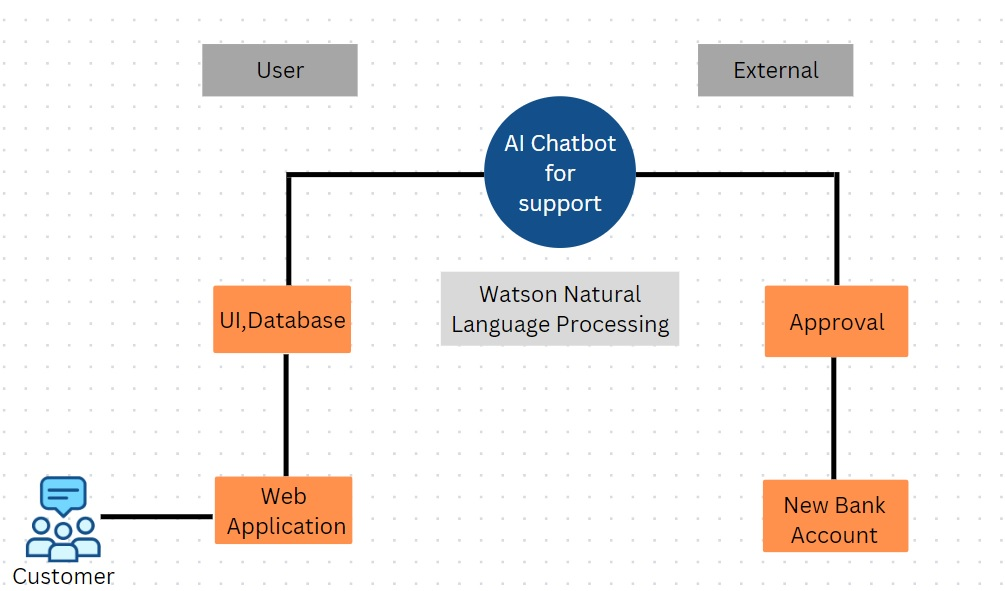 User
External
AI Chatbot
for
support
UI,Database
Watson Natural
Language Processing
Approval
Web
Application
New Bank
Account
Customer